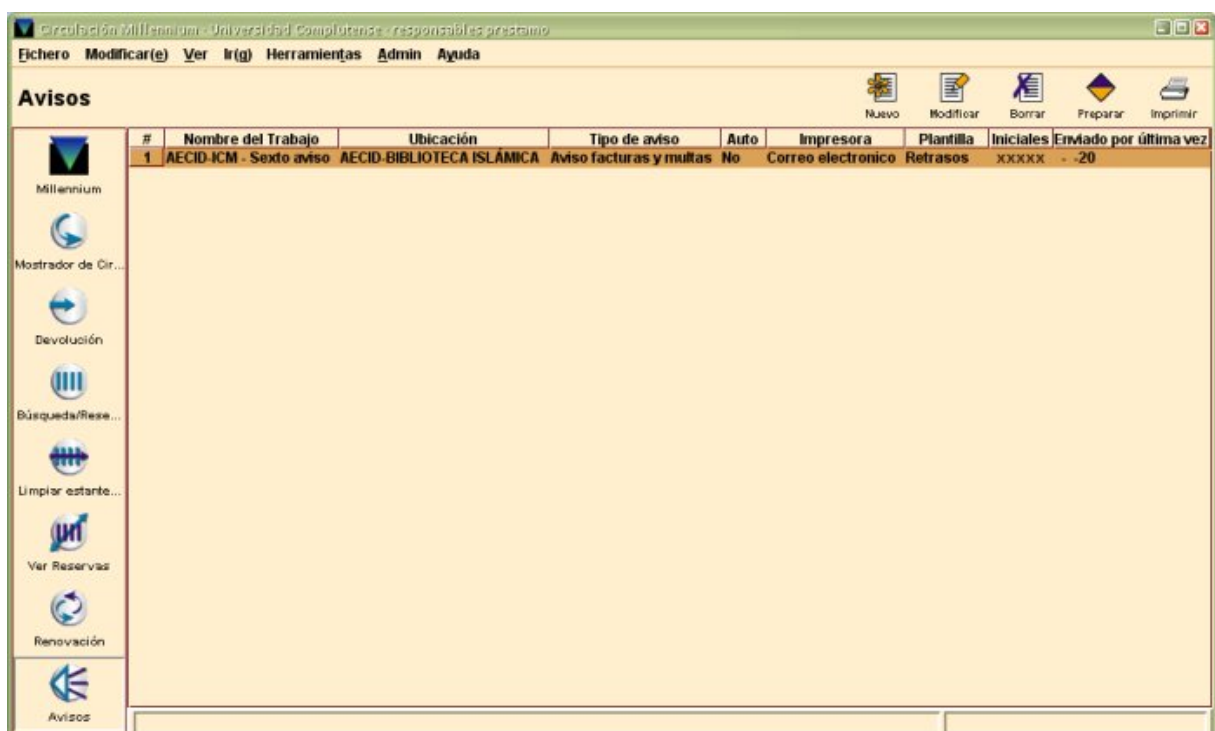 Circulación Millennium - Universidad Complutense - responsables prestamo
Fichero Modificar(e) Ver Ir(g) Herramientas Admin Ayuda
Avisos
Nuevo Modificar Borrar Preparar Imprimir
# Nombre del Trabajo Ubicación Tipo de aviso Auto Impresora Plantilla Iniciales Enviado por última vez
1 AECID-ICM - Sexto aviso AECID-BIBLIOTECA ISLÁMICA Aviso facturas y multas No Correo electronico Retrasos xxxxx - -20
Millennium
Mostrador de Cir...
Devolución
Búsqueda/Rese...
Limpiar estante...
Ver Reservas
Renovación
Avisos